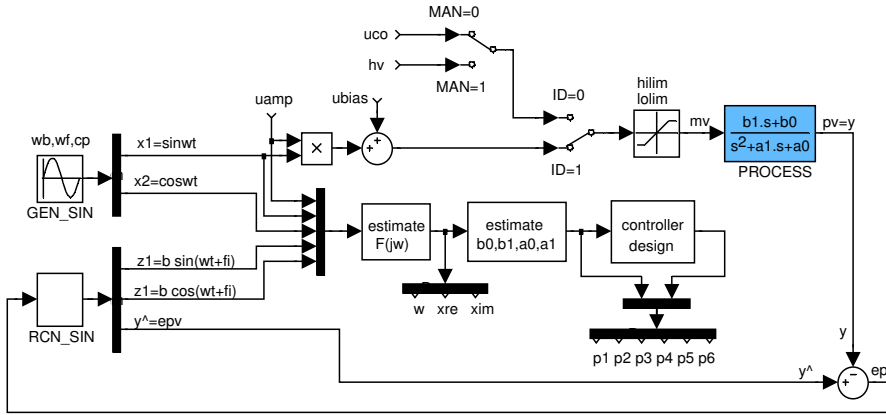 MAN=0
uco
hv
MAN=1
uamp
ubias
ID=0
ID=1
hilim
lolim
mv
b1.s+b0
s2+a1.s+a0
PROCESS
pv=y
wb,wf,cp
GEN_SIN
x1=sinwt
x2=coswt
×
+
+
estimate
F(jw)
estimate
b0,b1,a0,a1
controller
design
w xre xim
p1 p2 p3 p4 p5 p6
RCN_SIN
z1=b sin(wt+fi)
z1=b cos(wt+fi)
y^=epv
y
y^
+
−
ep